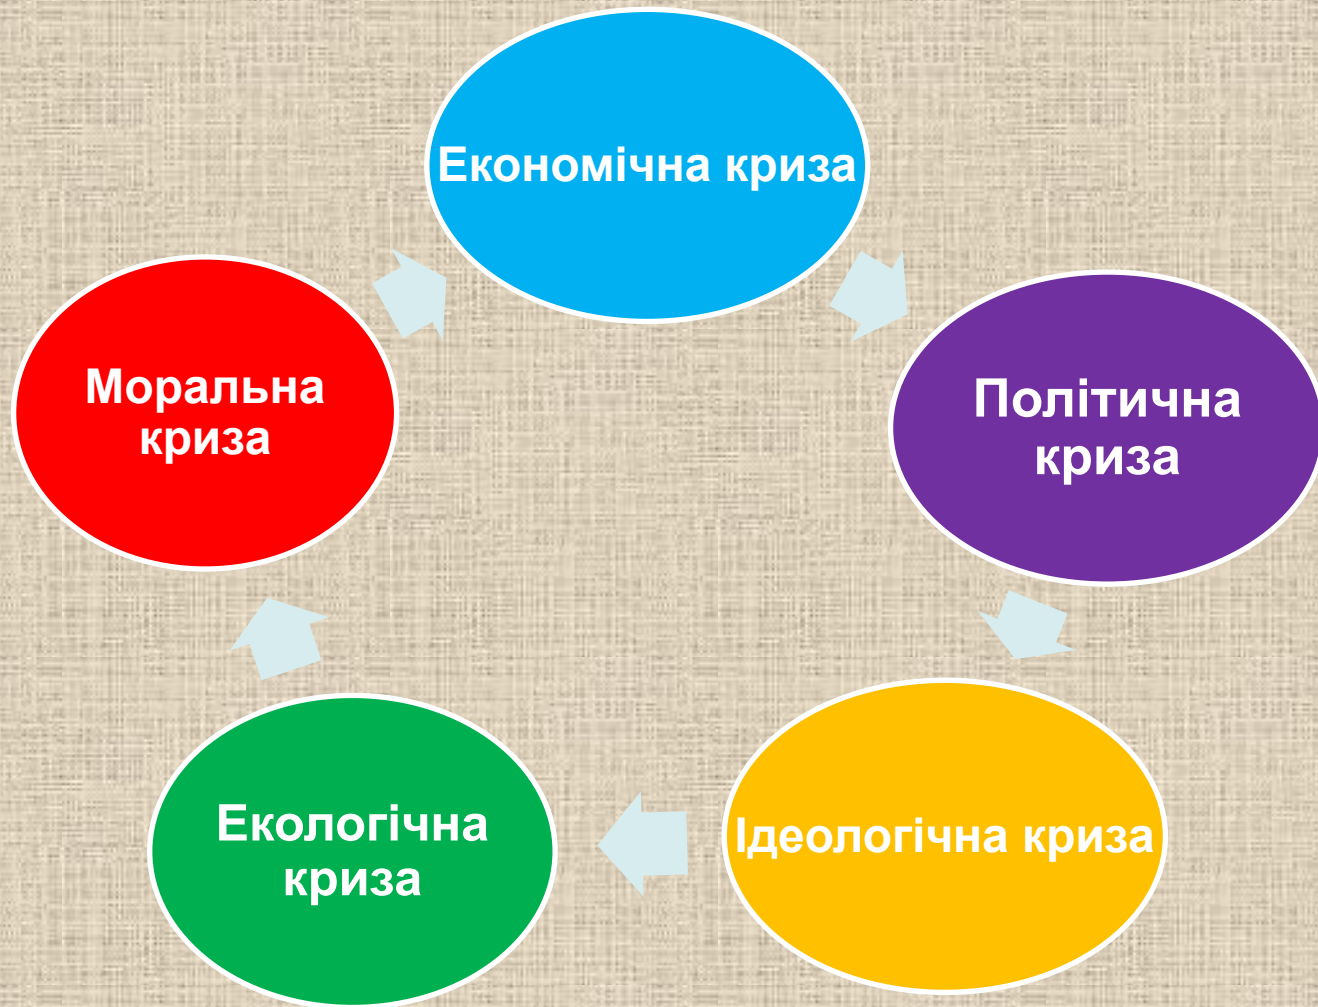 Економічна криза
Політична
криза
Ідеологічна криза
Екологічна
криза
Моральна
криза